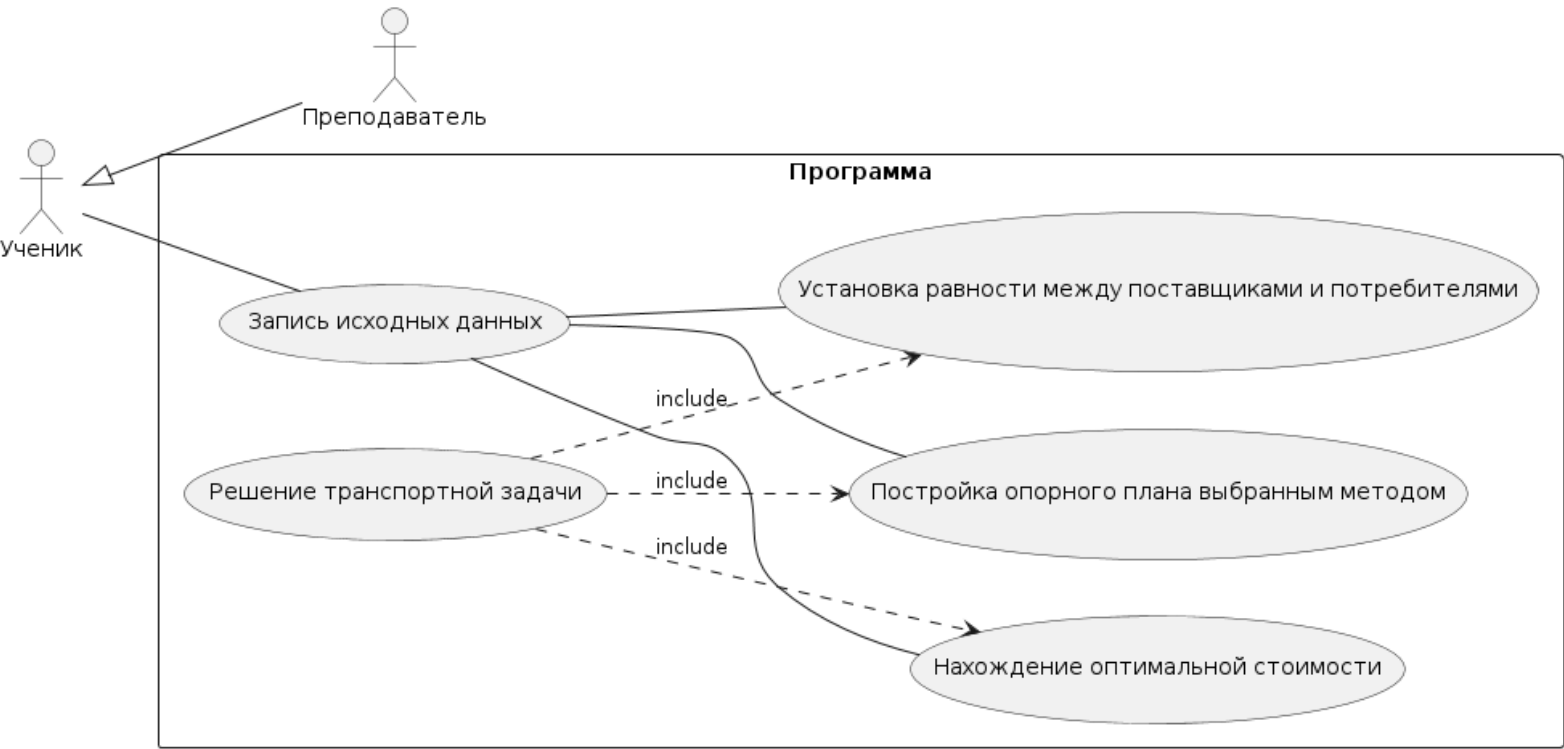 Преподаватель
Ученик
Программа
Установка равности между поставщиками и потребителями
Запись исходных данных
include
Решение транспортной задачи
include
Постройка опорного плана выбранным методом
include
Нахождение оптимальной стоимости